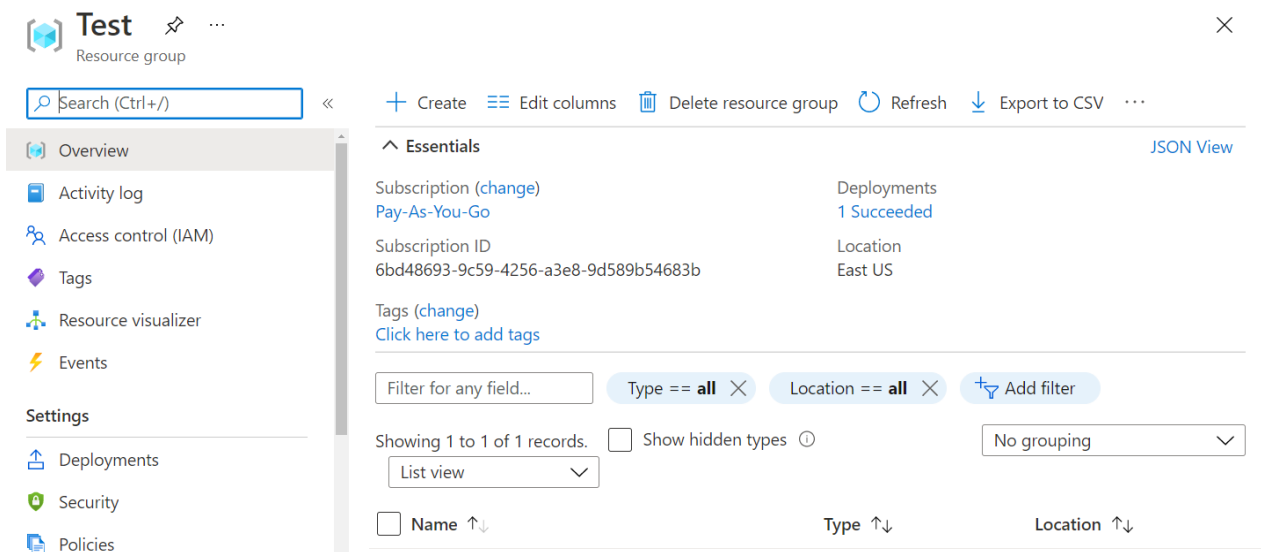 Test
...
Resource group
Search (Ctrl+/)
«
Overview
Activity log
Access control (IAM)
Tags
Resource visualizer
Events
Settings
Deployments
Security
Policies
Create
Edit columns
Delete resource group
Refresh
Export to CSV
...
Essentials
JSON View
Subscription (change)
Pay-As-You-Go
Subscription ID
6bd48693-9c59-4256-a3e8-9d589b54683b
Tags (change)
Click here to add tags
Deployments
1 Succeeded
Location
East US
Filter for any field...
Type == all
Location == all
Add filter
Showing 1 to 1 of 1 records.
Show hidden types
No grouping
List view
Name
Type
Location